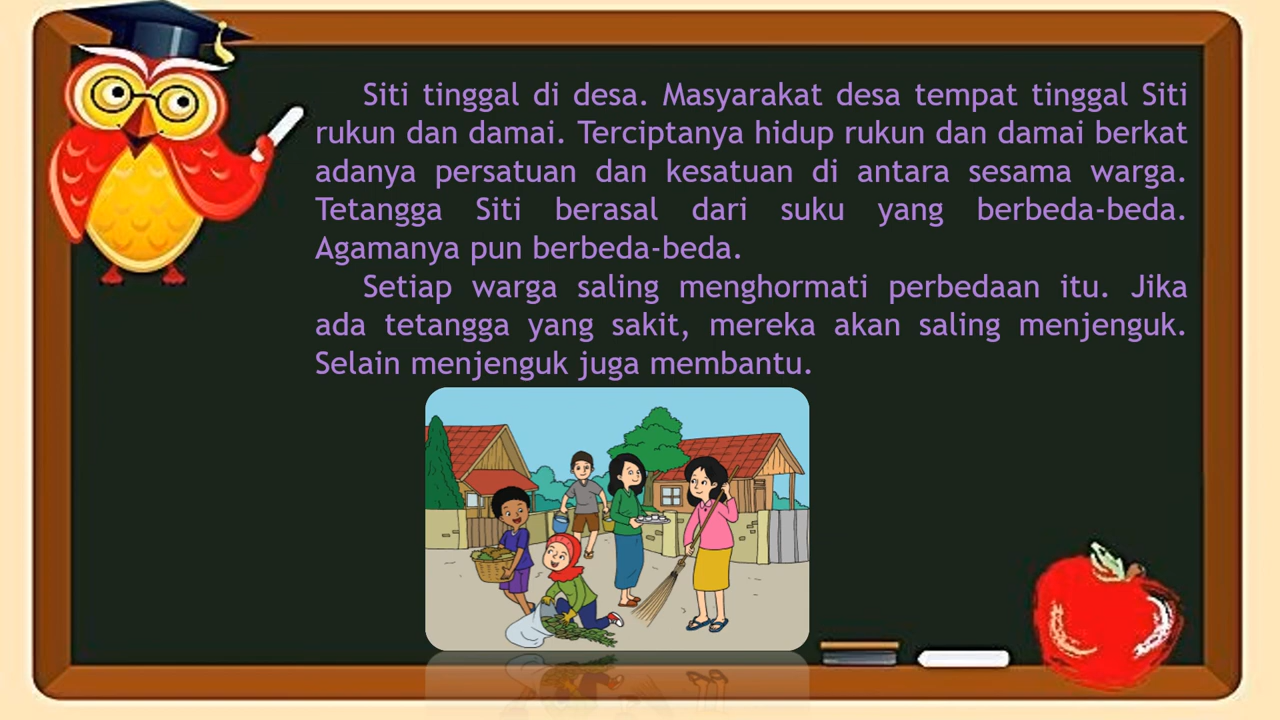 Siti tinggal di desa. Masyarakat desa tempat tinggal Siti
rukun dan damai. Terciptanya hidup rukun dan damai berkat
adanya persatuan dan kesatuan di antara sesama warga.
Tetangga Siti berasal dari suku yang berbeda-beda.
Agamanya pun berbeda-beda.
Setiap warga saling menghormati perbedaan itu. Jika
ada tetangga yang sakit, mereka akan saling menjenguk.
Selain menjenguk juga membantu.